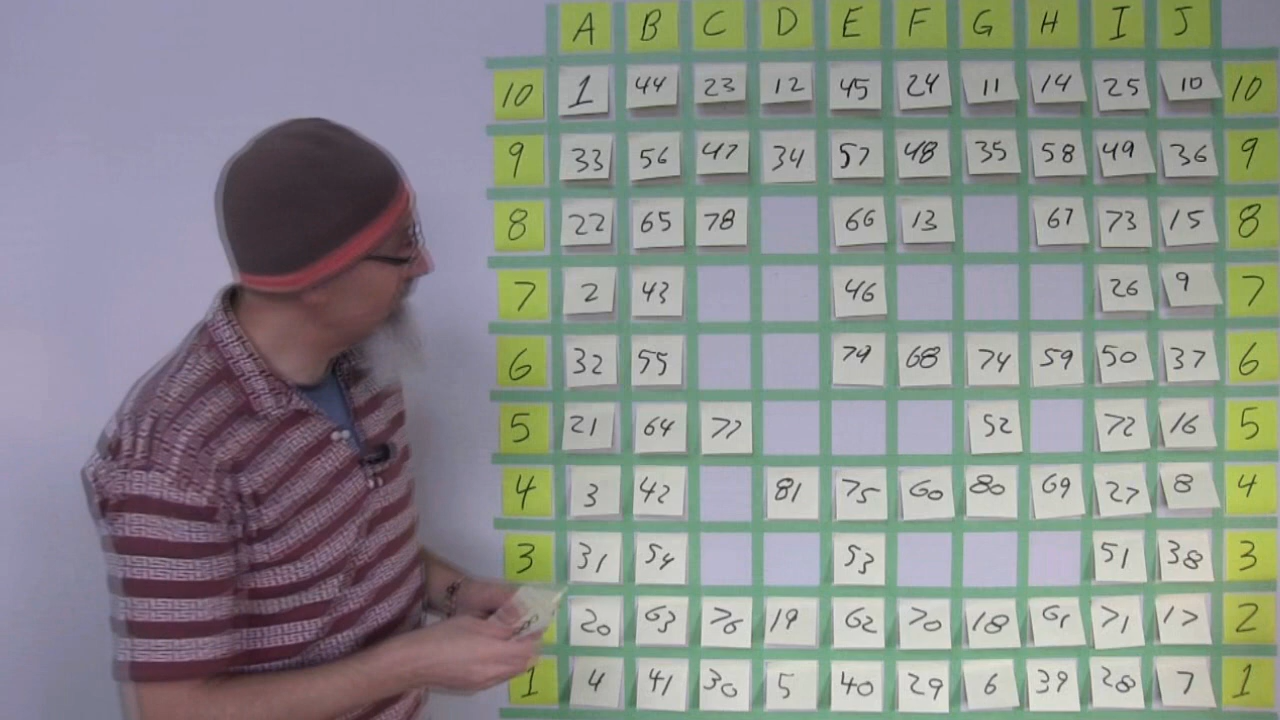 A B C D E F G H I J
10 1 44 23 12 45 24 11 14 25 10 10
9 33 56 47 34 57 48 35 58 49 36 9
8 22 65 78 66 13 67 73 15 8
7 2 43 46 26 9 7
6 32 55 79 68 74 59 50 37 6
5 21 64 77 52 72 16 5
4 3 42 81 75 60 80 69 27 8 4
3 31 54 53 51 38 3
20 63 76 19 62 70 18 61 71 17 2
1 4 41 30 5 40 29 6 39 28 7 1